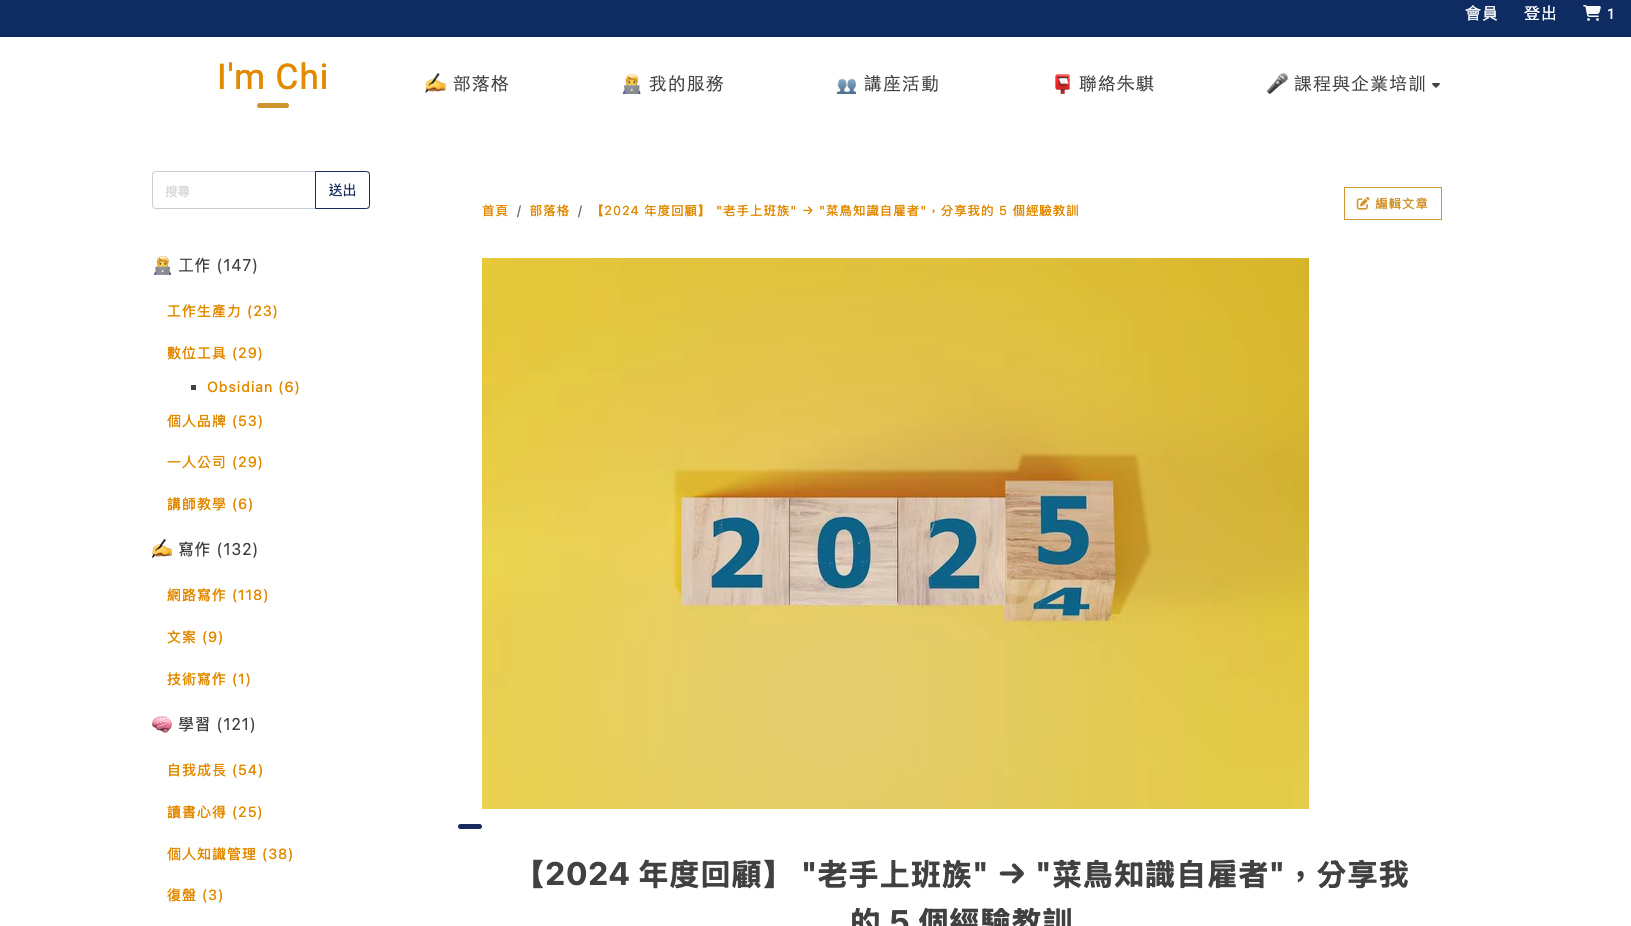 會員 登出 1
I'm Chi
部落格 我的服務 講座活動 聯絡朱騏 課程與企業培訓
搜尋 送出
編輯文章
首頁 / 部落格 / 【2024 年度回顧】 "老手上班族" → "菜鳥知識自雇者"，分享我的 5 個經驗教訓
工作 (147)
工作生產力 (23)
數位工具 (29)
Obsidian (6)
個人品牌 (53)
一人公司 (29)
講師教學 (6)
寫作 (132)
網路寫作 (118)
文案 (9)
技術寫作 (1)
學習 (121)
自我成長 (54)
讀書心得 (25)
個人知識管理 (38)
復盤 (3)
2 0 2 5
4
【2024 年度回顧】 "老手上班族" → "菜鳥知識自雇者"，分享我
的 5 個經驗教訓